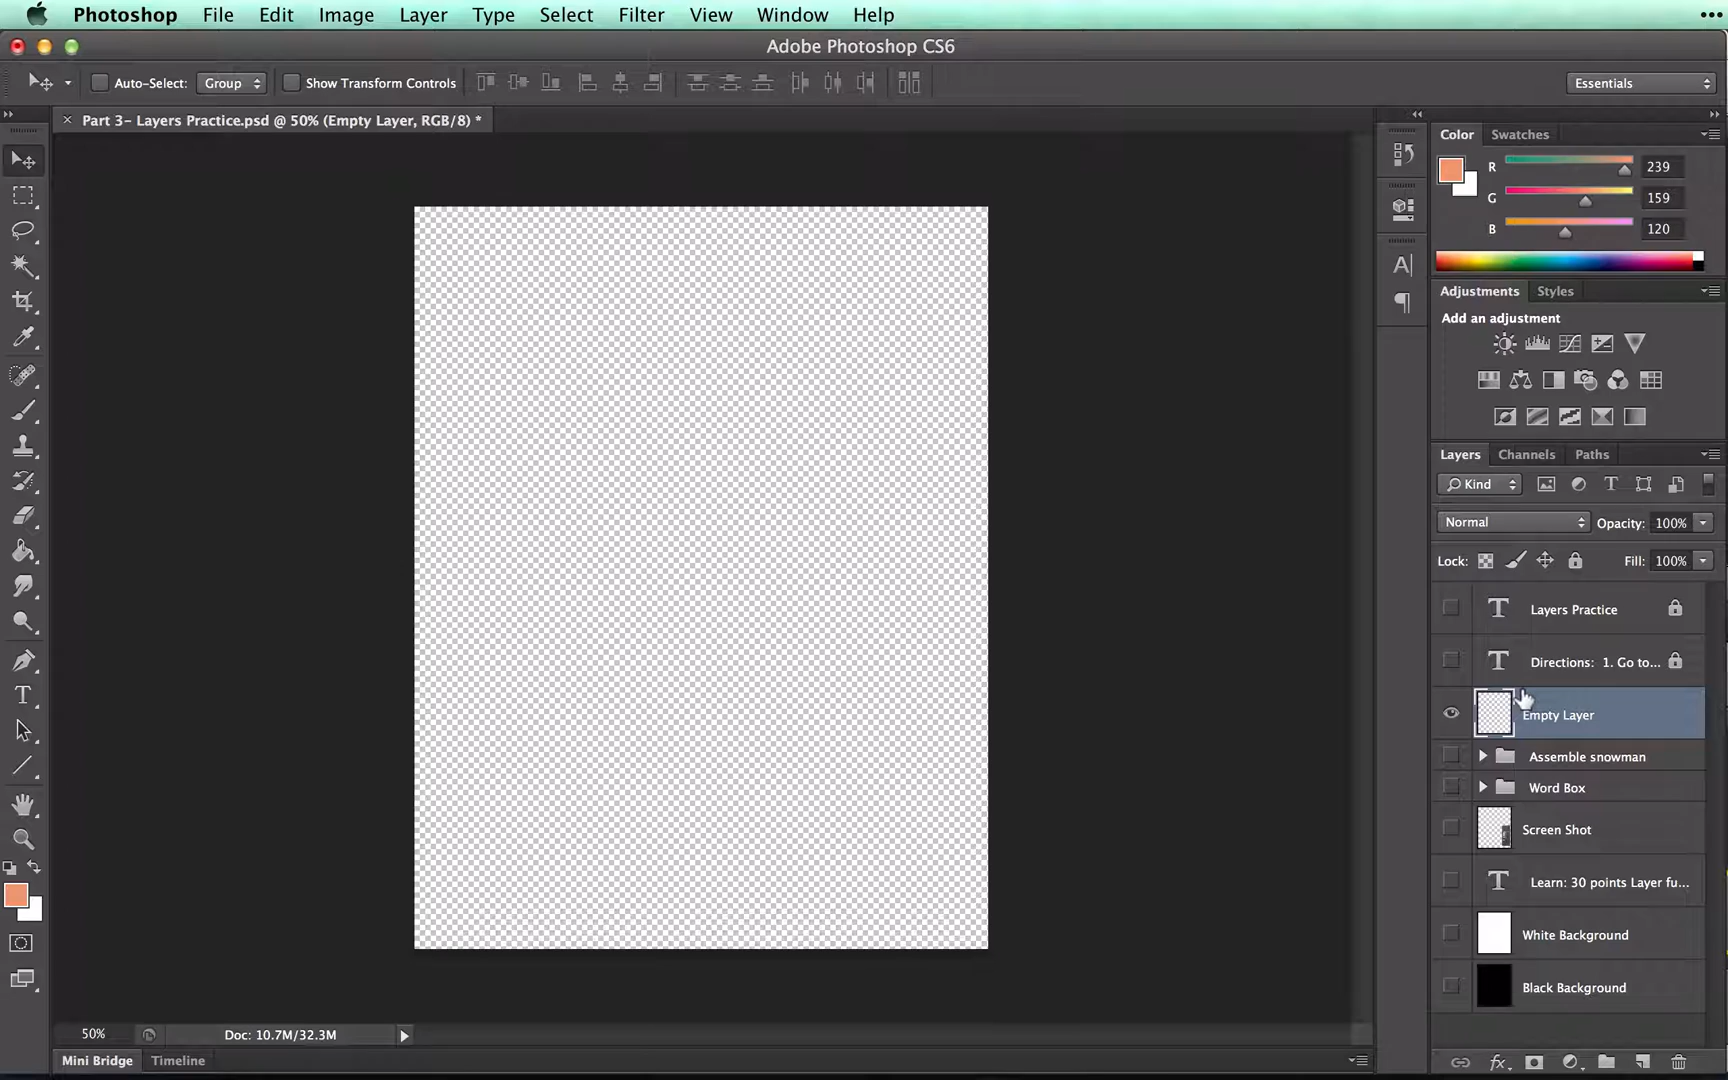 Photoshop File Edit Image Layer Type Select Filter View Window Help
Adobe Photoshop CS6
Auto-Select: Group Show Transform Controls Essentials
Part 3- Layers Practice.psd @ 50% (Empty Layer, RGB/8) *
Color Swatches
R 239
G 159
B 120
Adjustments Styles
Add an adjustment
Layers Channels Paths
Kind
Normal Opacity: 100%
Lock: Fill: 100%
Layers Practice
Directions: 1. Go to...
Empty Layer
Assemble snowman
Word Box
Screen Shot
Learn: 30 points Layer fu...
White Background
Black Background
50% Doc: 10.7M/32.3M
Mini Bridge Timeline